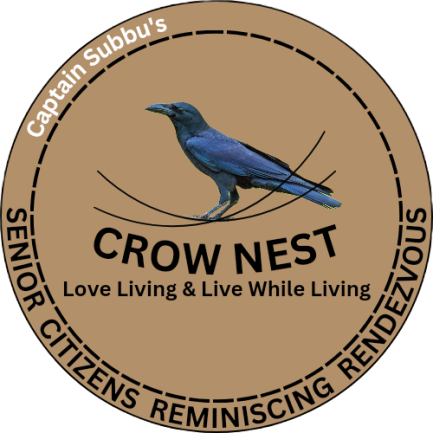 Captain Subbu's
CROW NEST
Love Living & Live While Living
SENIOR CITIZENS REMINISCING RENDEZVOUS